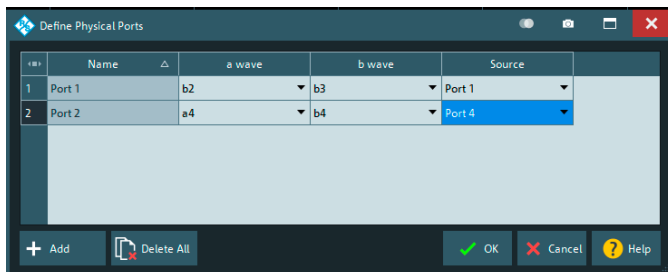 Define Physical Ports
Name a wave b wave Source
1 Port 1 b2 b3 Port 1
2 Port 2 a4 b4 Port 4
Add Delete All OK Cancel ? Help